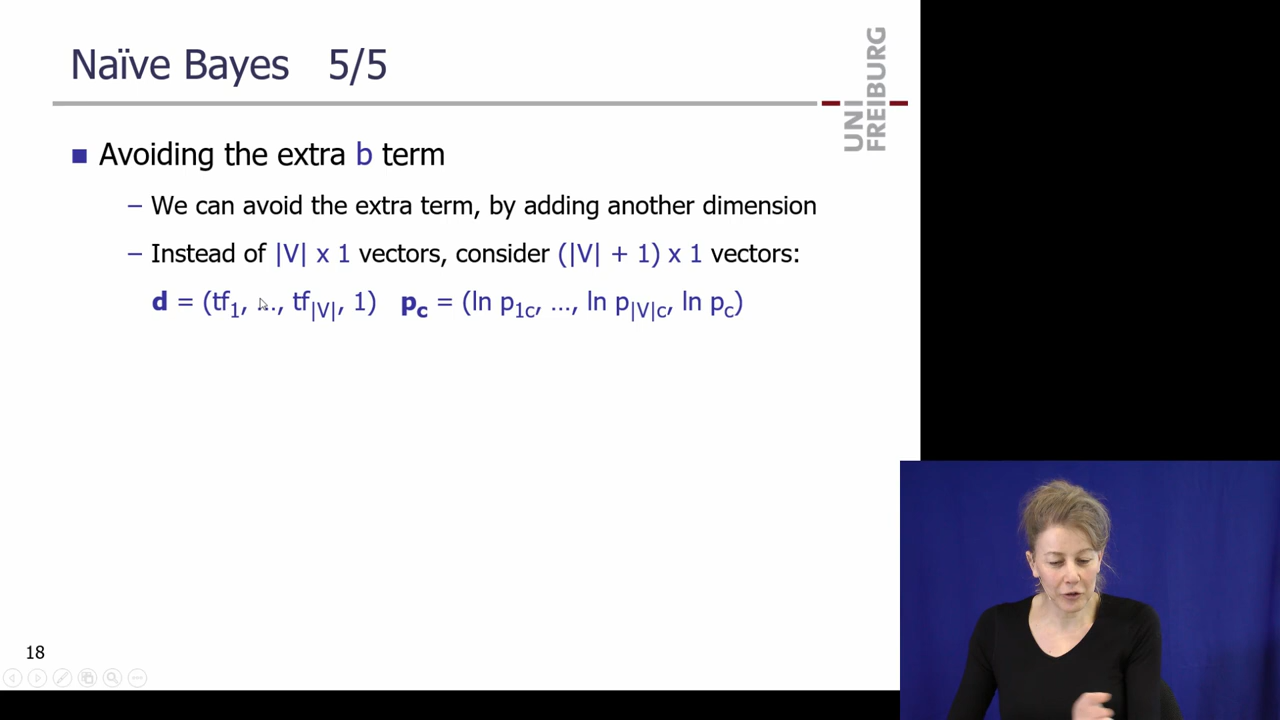 Naïve Bayes 5/5
UNI
FREIBURG
■ Avoiding the extra b term
– We can avoid the extra term, by adding another dimension
– Instead of |V| x 1 vectors, consider (|V| + 1) x 1 vectors:
d = (tf1, …, tf|V|, 1) pc = (ln p1c, …, ln p|V|c, ln pc)
18